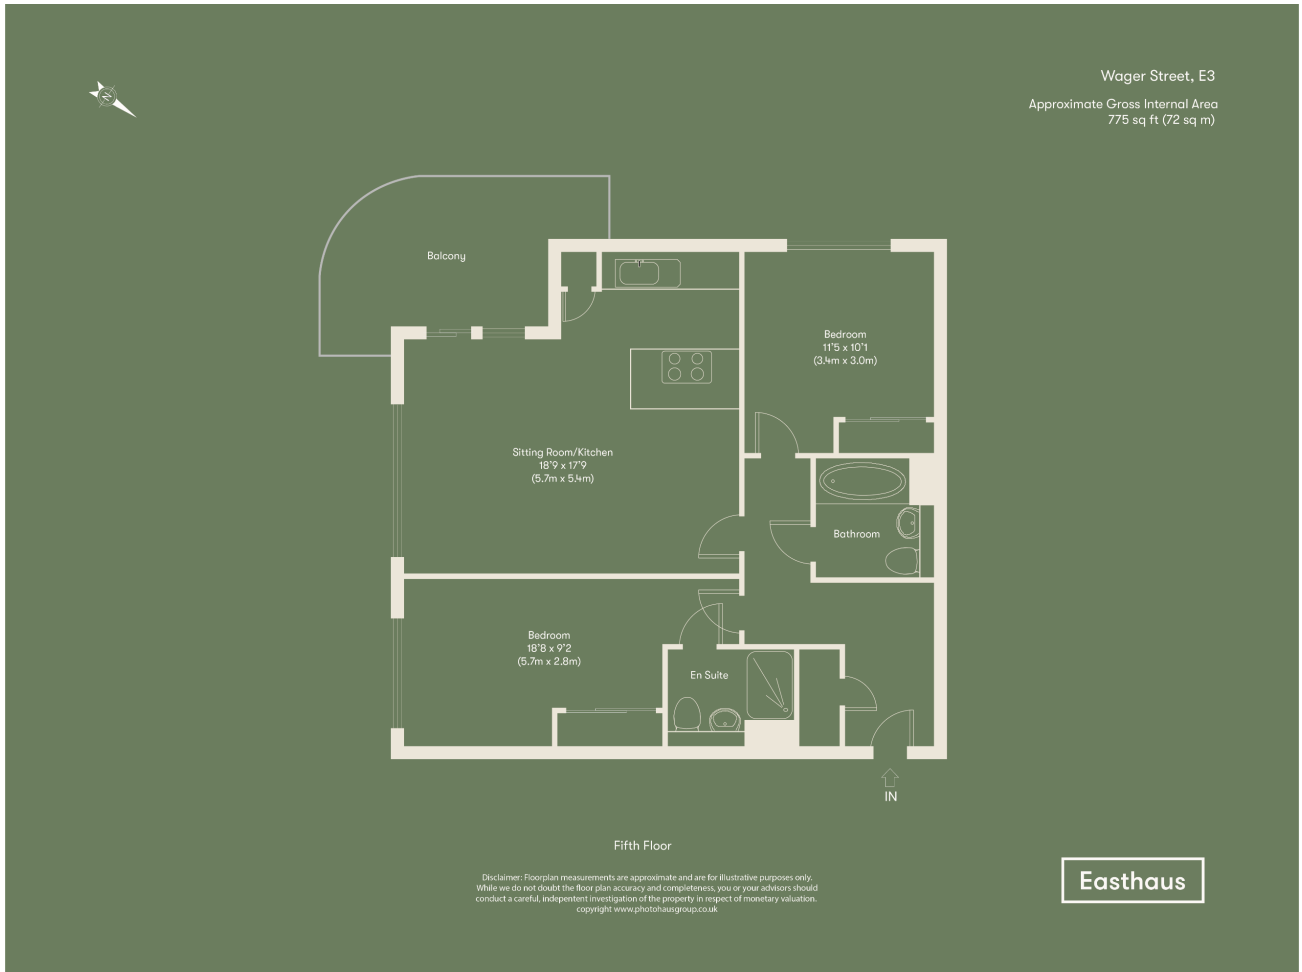 Wager Street, E3
Approximate Gross Internal Area
775 sq ft (72 sq m)
N
Balcony
Bedroom
11'5 x 10'1
(3.4m x 3.0m)
Sitting Room/Kitchen
18'9 x 17'9
(5.7m x 5.4m)
Bathroom
Bedroom
18'8 x 9'2
(5.7m x 2.8m)
En Suite
IN
Fifth Floor
Disclaimer: Floorplan measurements are approximate and are for illustrative purposes only.
While we do not doubt the floor plan accuracy and completeness, you or your advisors should
conduct a careful, indepentent investigation of the property in respect of monetary valuation.
copyright www.photohausgroup.co.uk
Easthaus